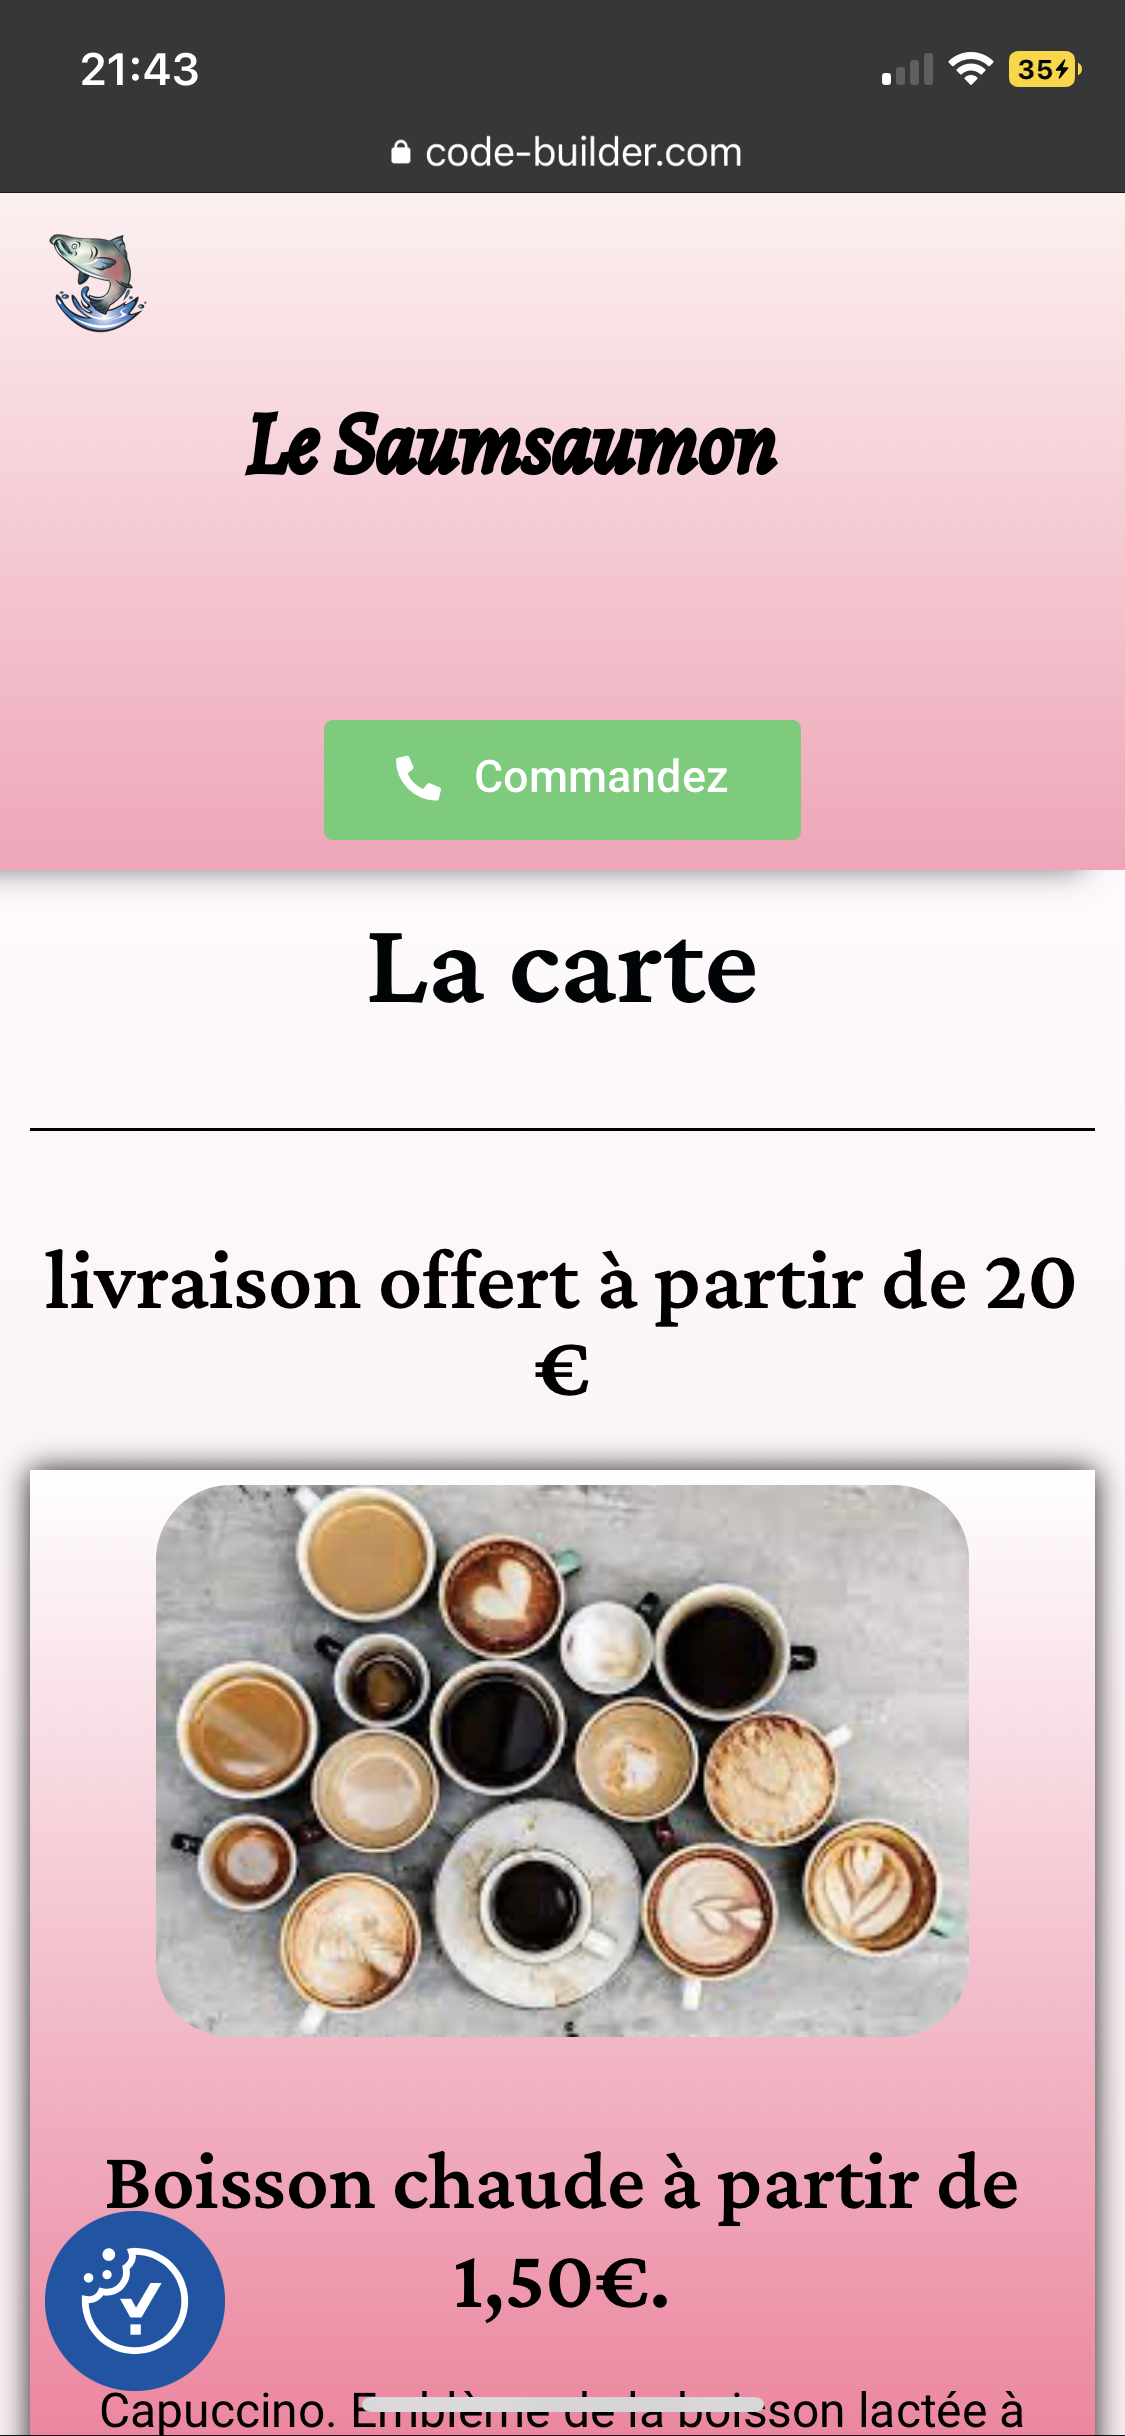 21:43
35
code-builder.com
Le Saumsaumon
Commandez
La carte
livraison offert à partir de 20
€
Boisson chaude à partir de
1,50€.
Capuccino. Emblème de la boisson lactée à